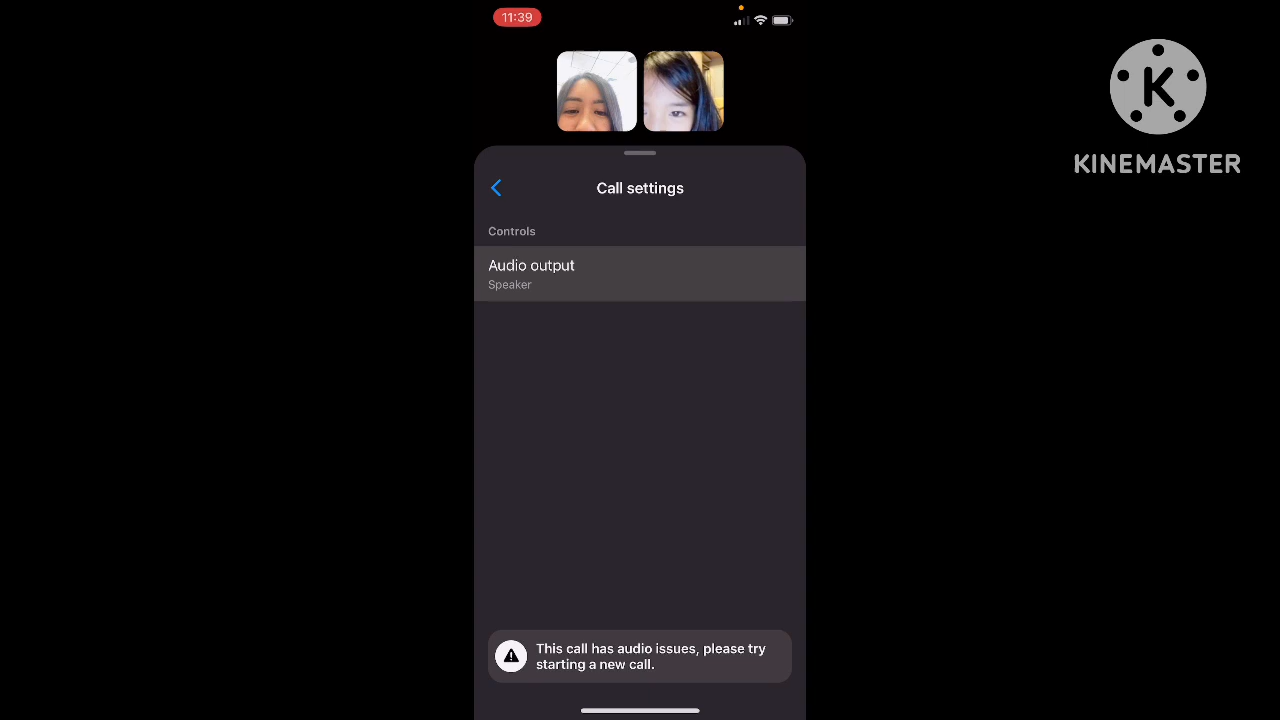 11:39
Call settings
Controls
Audio output
Speaker
This call has audio issues, please try
starting a new call.
K
KINEMASTER